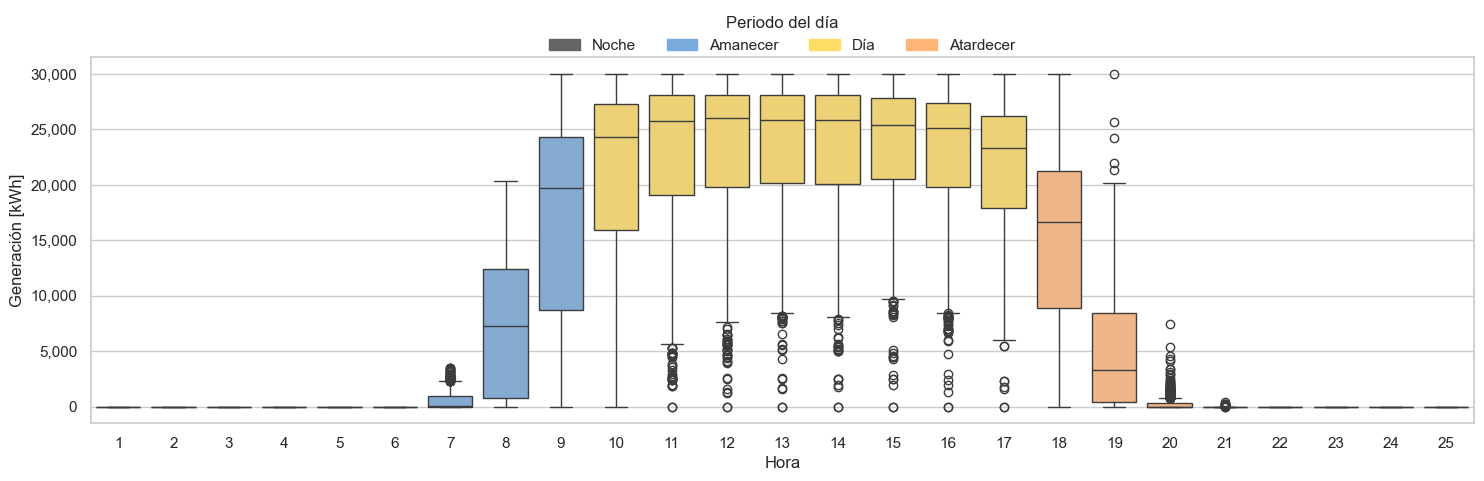 Periodo del día
Noche Amanecer Día Atardecer
Generación [kWh]
30,000
25,000
20,000
15,000
10,000
5,000
0
1 2 3 4 5 6 7 8 9 10 11 12 13 14 15 16 17 18 19 20 21 22 23 24 25
Hora